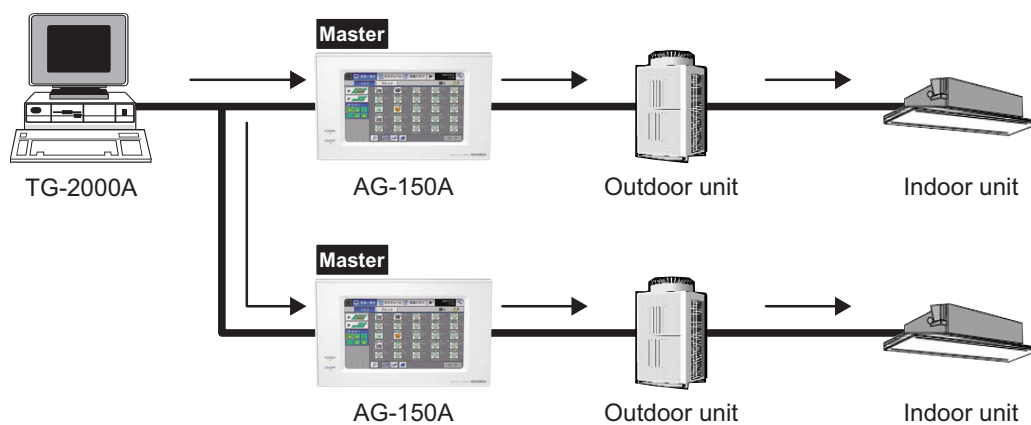 Master
TG-2000A
AG-150A
Outdoor unit
Indoor unit
Master
AG-150A
Outdoor unit
Indoor unit